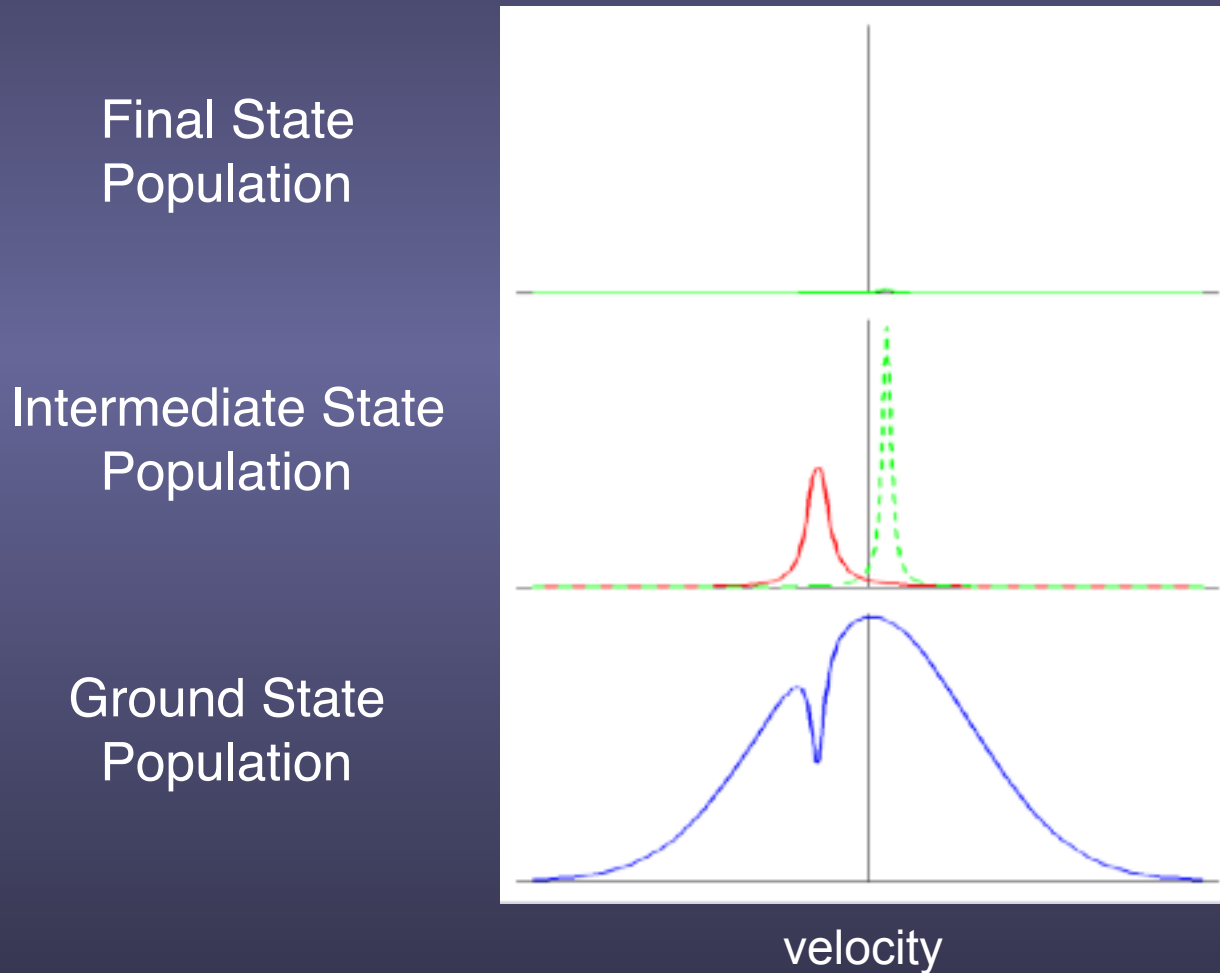 Final State
Population
Intermediate State
Population
Ground State
Population
velocity